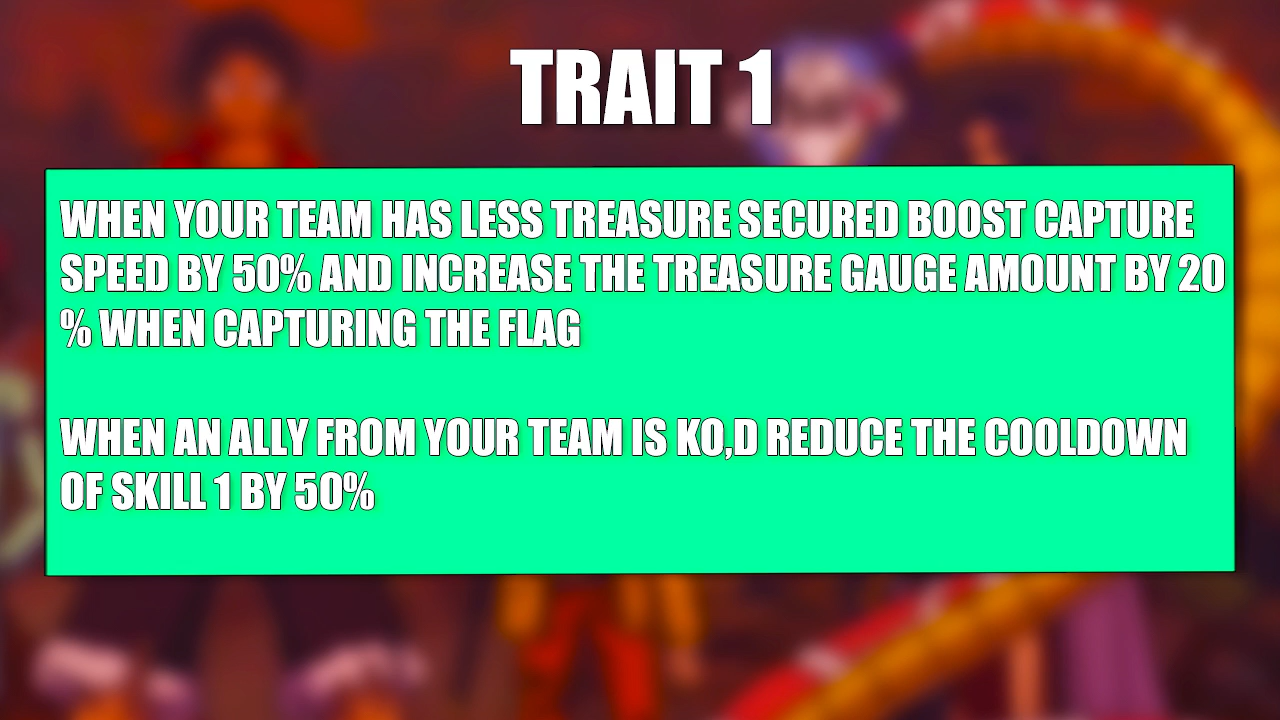 TRAIT 1
WHEN YOUR TEAM HAS LESS TREASURE SECURED BOOST CAPTURE
SPEED BY 50% AND INCREASE THE TREASURE GAUGE AMOUNT BY 20
% WHEN CAPTURING THE FLAG
WHEN AN ALLY FROM YOUR TEAM IS KO,D REDUCE THE COOLDOWN
OF SKILL 1 BY 50%